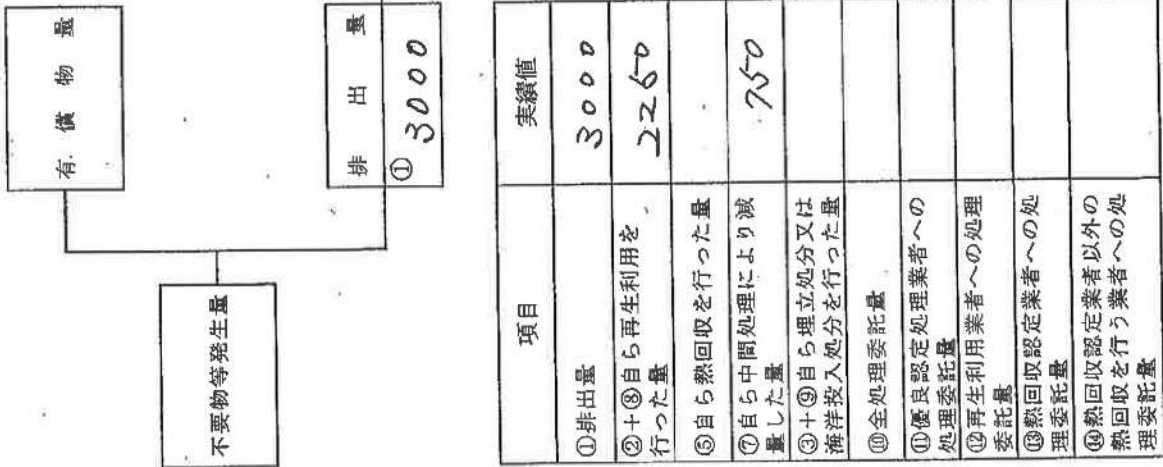 有償物量
不要物等発生量
排出量
① 3000
項目 実績値
①排出量 3000
②+⑧自ら再生利用を
行った量 2250
⑤自ら熱回収を行った量
⑦自ら中間処理により減
量した量 750
③+⑨自ら埋立処分又は
海洋投入処分を行った量
⑩全処理委託量
⑪優良認定処理業者への
処理委託量
⑫再生利用業者への処理
委託量
⑬熱回収認定業者への処
理委託量
⑭熱回収認定業者以外の
熱回収を行う業者への処
理委託量